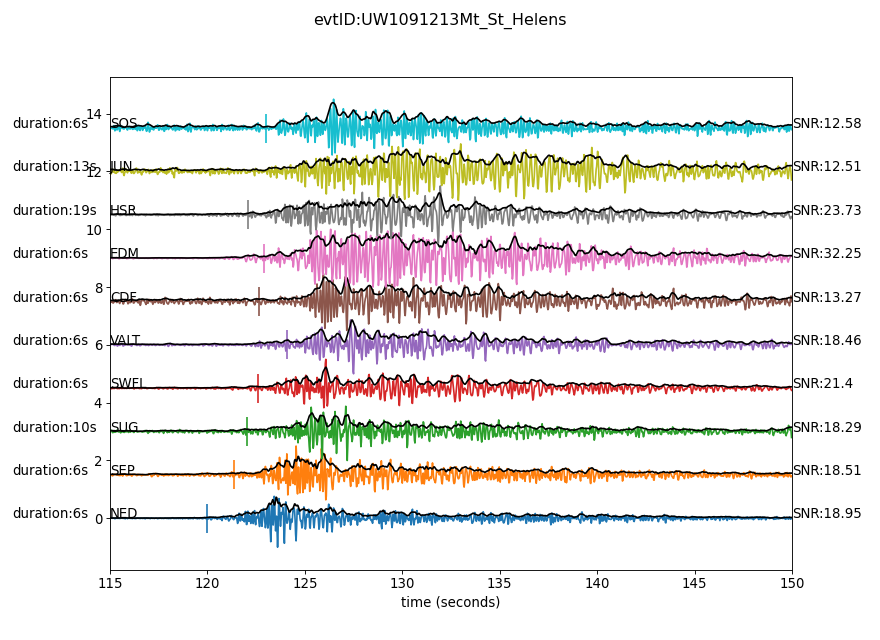 evtID:UW1091213Mt_St_Helens
14
duration:6s SOS SNR:12.58
duration:13s JUN SNR:12.51
12
duration:19s HSR SNR:23.73
10
duration:6s EDM SNR:32.25
8
duration:6s CDF SNR:13.27
duration:6s VALT SNR:18.46
6
duration:6s SWFL SNR:21.4
4
duration:10s SUG SNR:18.29
2
duration:6s SEP SNR:18.51
duration:6s NED SNR:18.95
0
115 120 125 130 135 140 145 150
time (seconds)